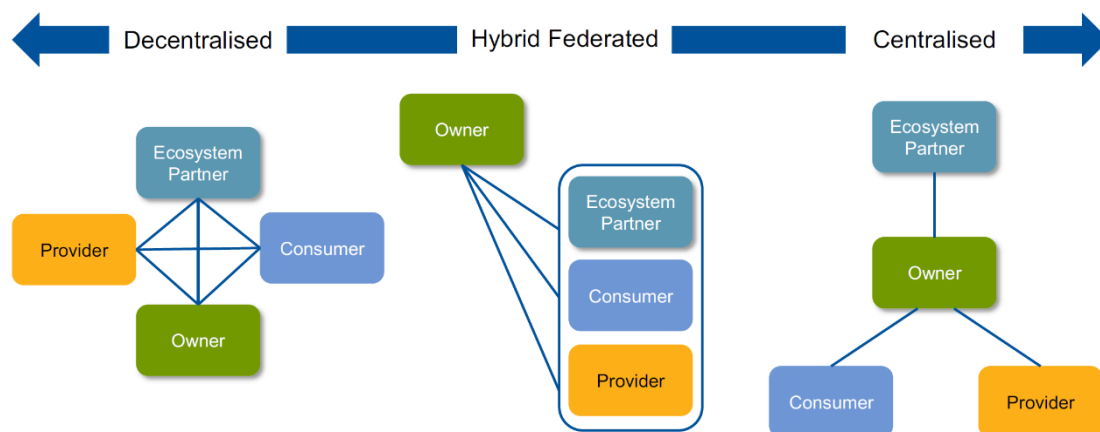 Decentralised
Hybrid Federated
Centralised
Ecosystem
Partner
Provider
Consumer
Owner
Owner
Ecosystem
Partner
Consumer
Provider
Ecosystem
Partner
Owner
Consumer
Provider